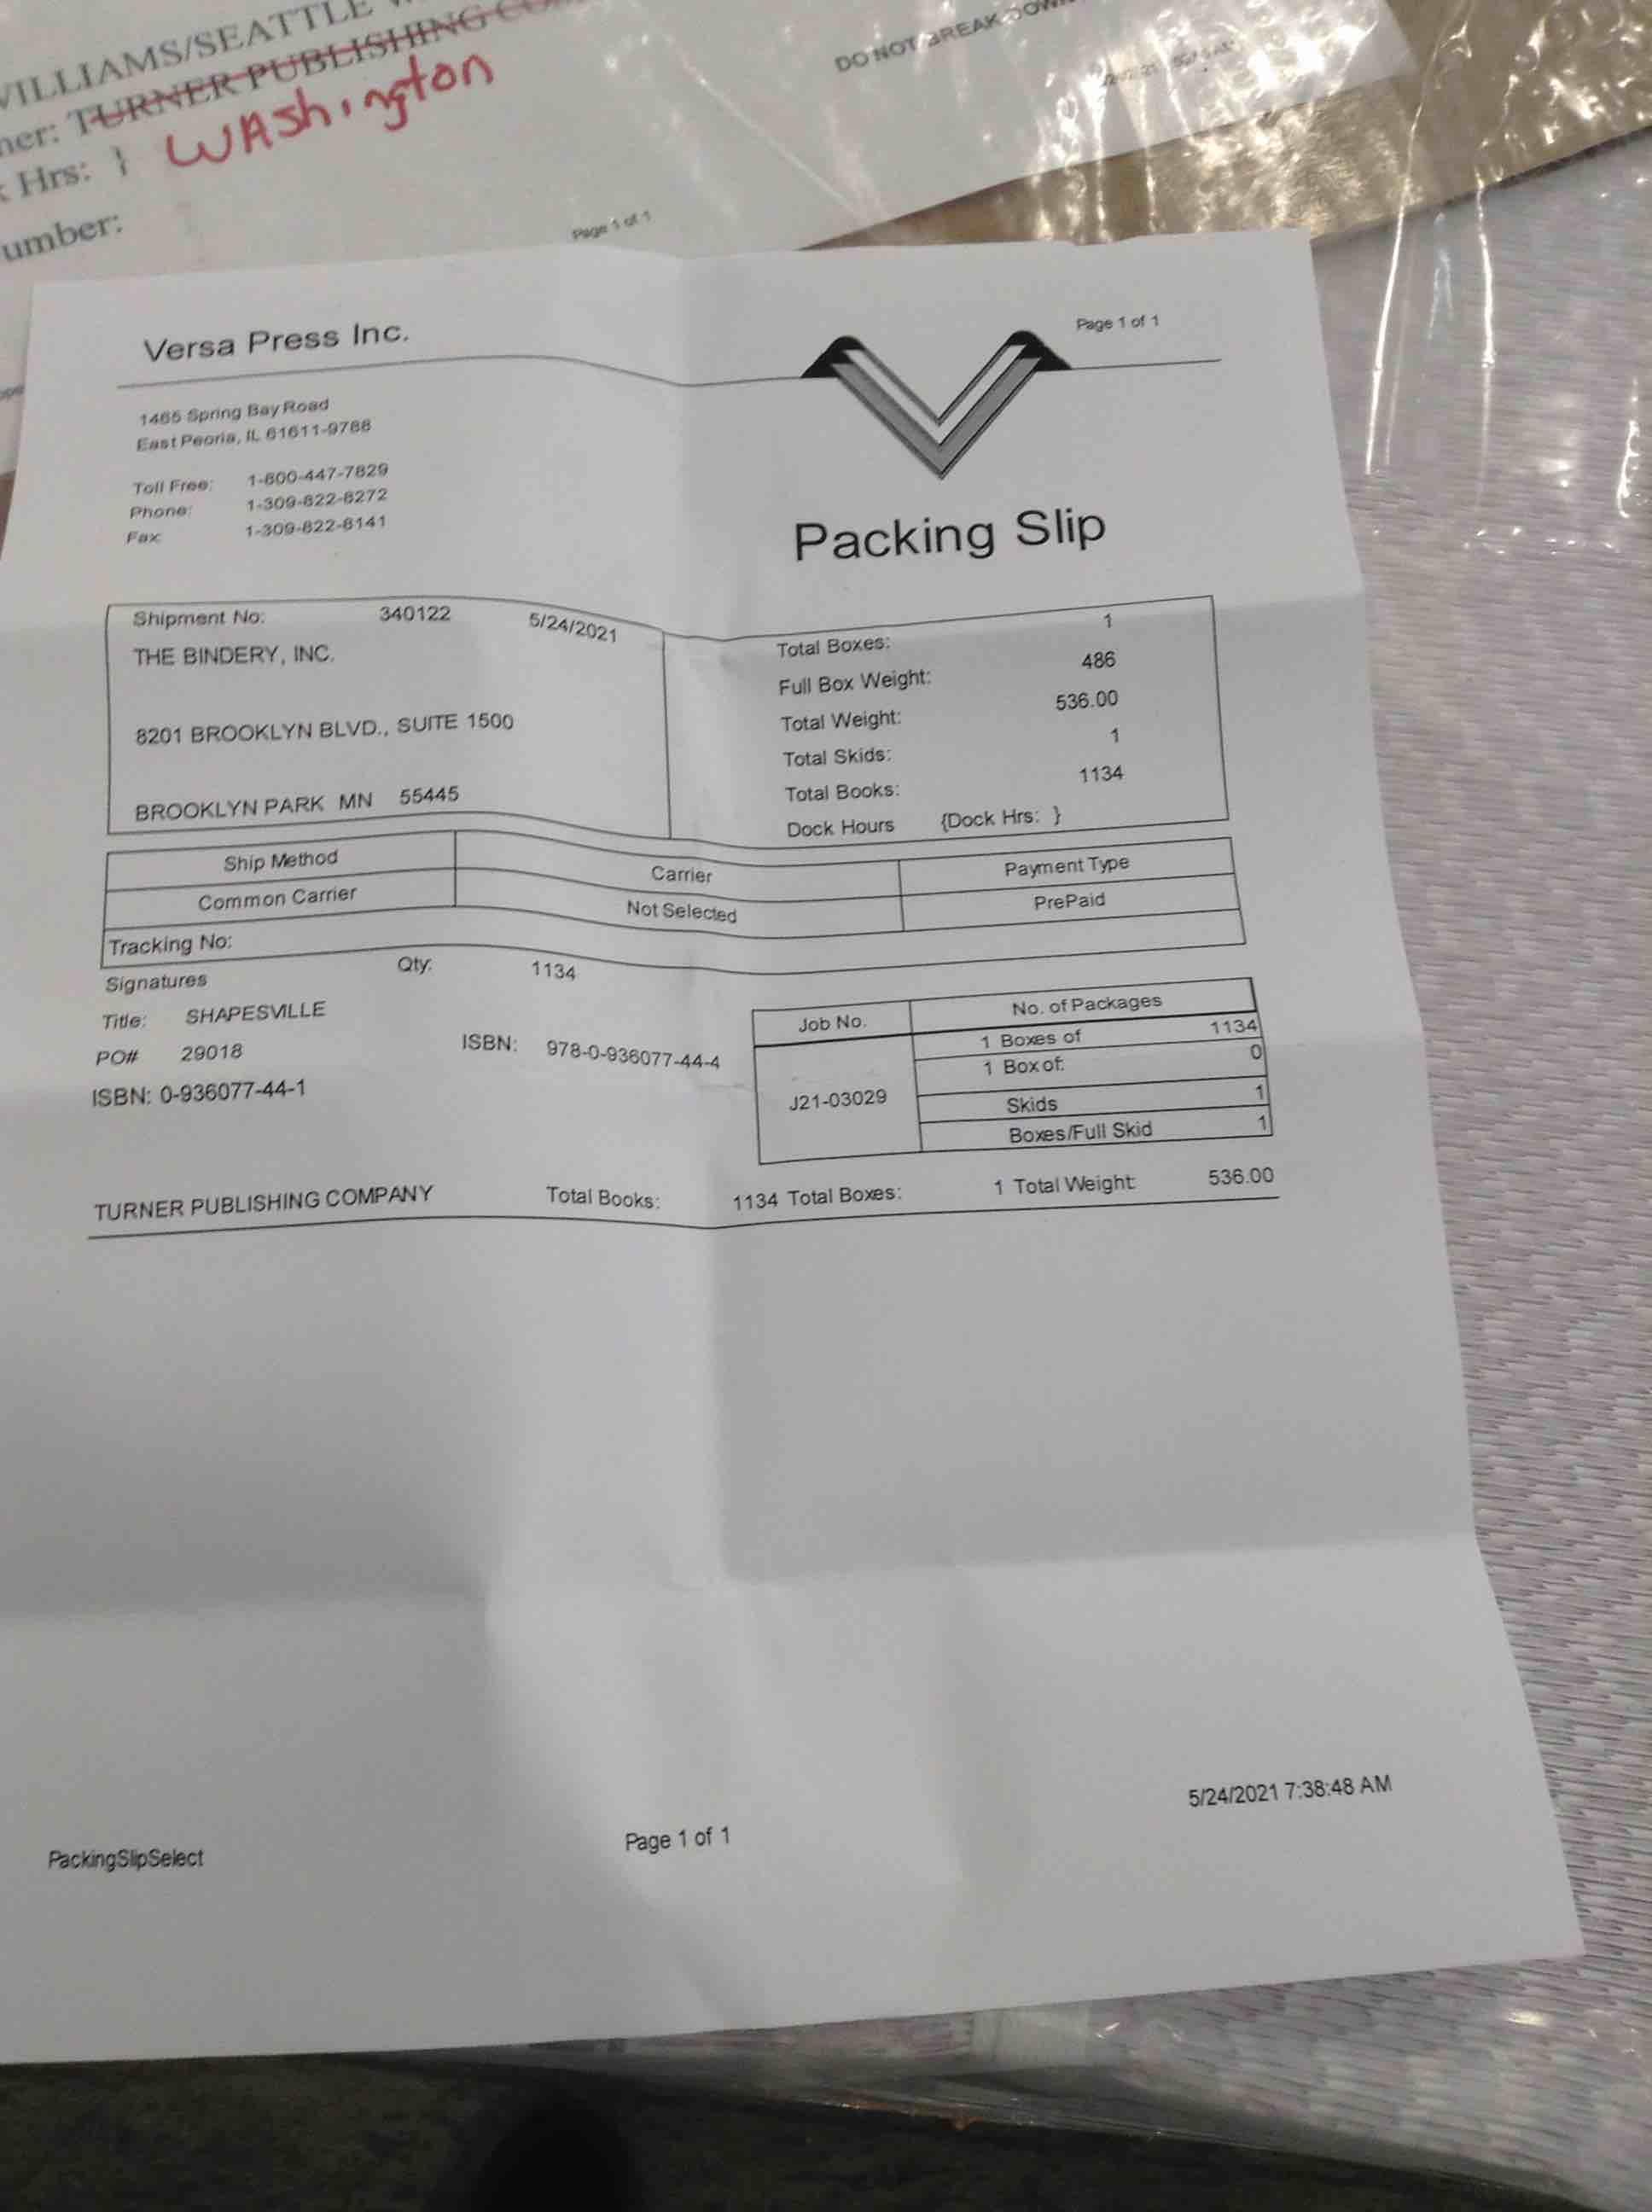 WILLIAMS/SEATTLE
TURNER PUBLISHING
Hrs: } WAshington
umber:
Page 1 of 1
DO NOT BREAK DOWN
Versa Press Inc.
Page 1 of 1
1465 Spring Bay Road
East Peoria, IL 61611-9788
Toll Free: 1-800-447-7829
Phone: 1-309-822-8272
Fax: 1-309-822-8141
Packing Slip
Shipment No: 340122 5/24/2021
THE BINDERY, INC.
8201 BROOKLYN BLVD., SUITE 1500
BROOKLYN PARK MN 55445
Total Boxes: 1
Full Box Weight: 486
Total Weight: 536.00
Total Skids: 1
Total Books: 1134
Dock Hours {Dock Hrs: }
Ship Method Carrier Payment Type
Common Carrier Not Selected PrePaid
Tracking No:
Signatures Qty: 1134
Title: SHAPESVILLE
PO# 29018 ISBN: 978-0-936077-44-4
ISBN: 0-936077-44-1
Job No. No. of Packages
J21-03029
1 Boxes of 1134
1 Box of: 0
Skids 1
Boxes/Full Skid 1
TURNER PUBLISHING COMPANY Total Books: 1134 Total Boxes: 1 Total Weight: 536.00
5/24/2021 7:38:48 AM
PackingSlipSelect Page 1 of 1